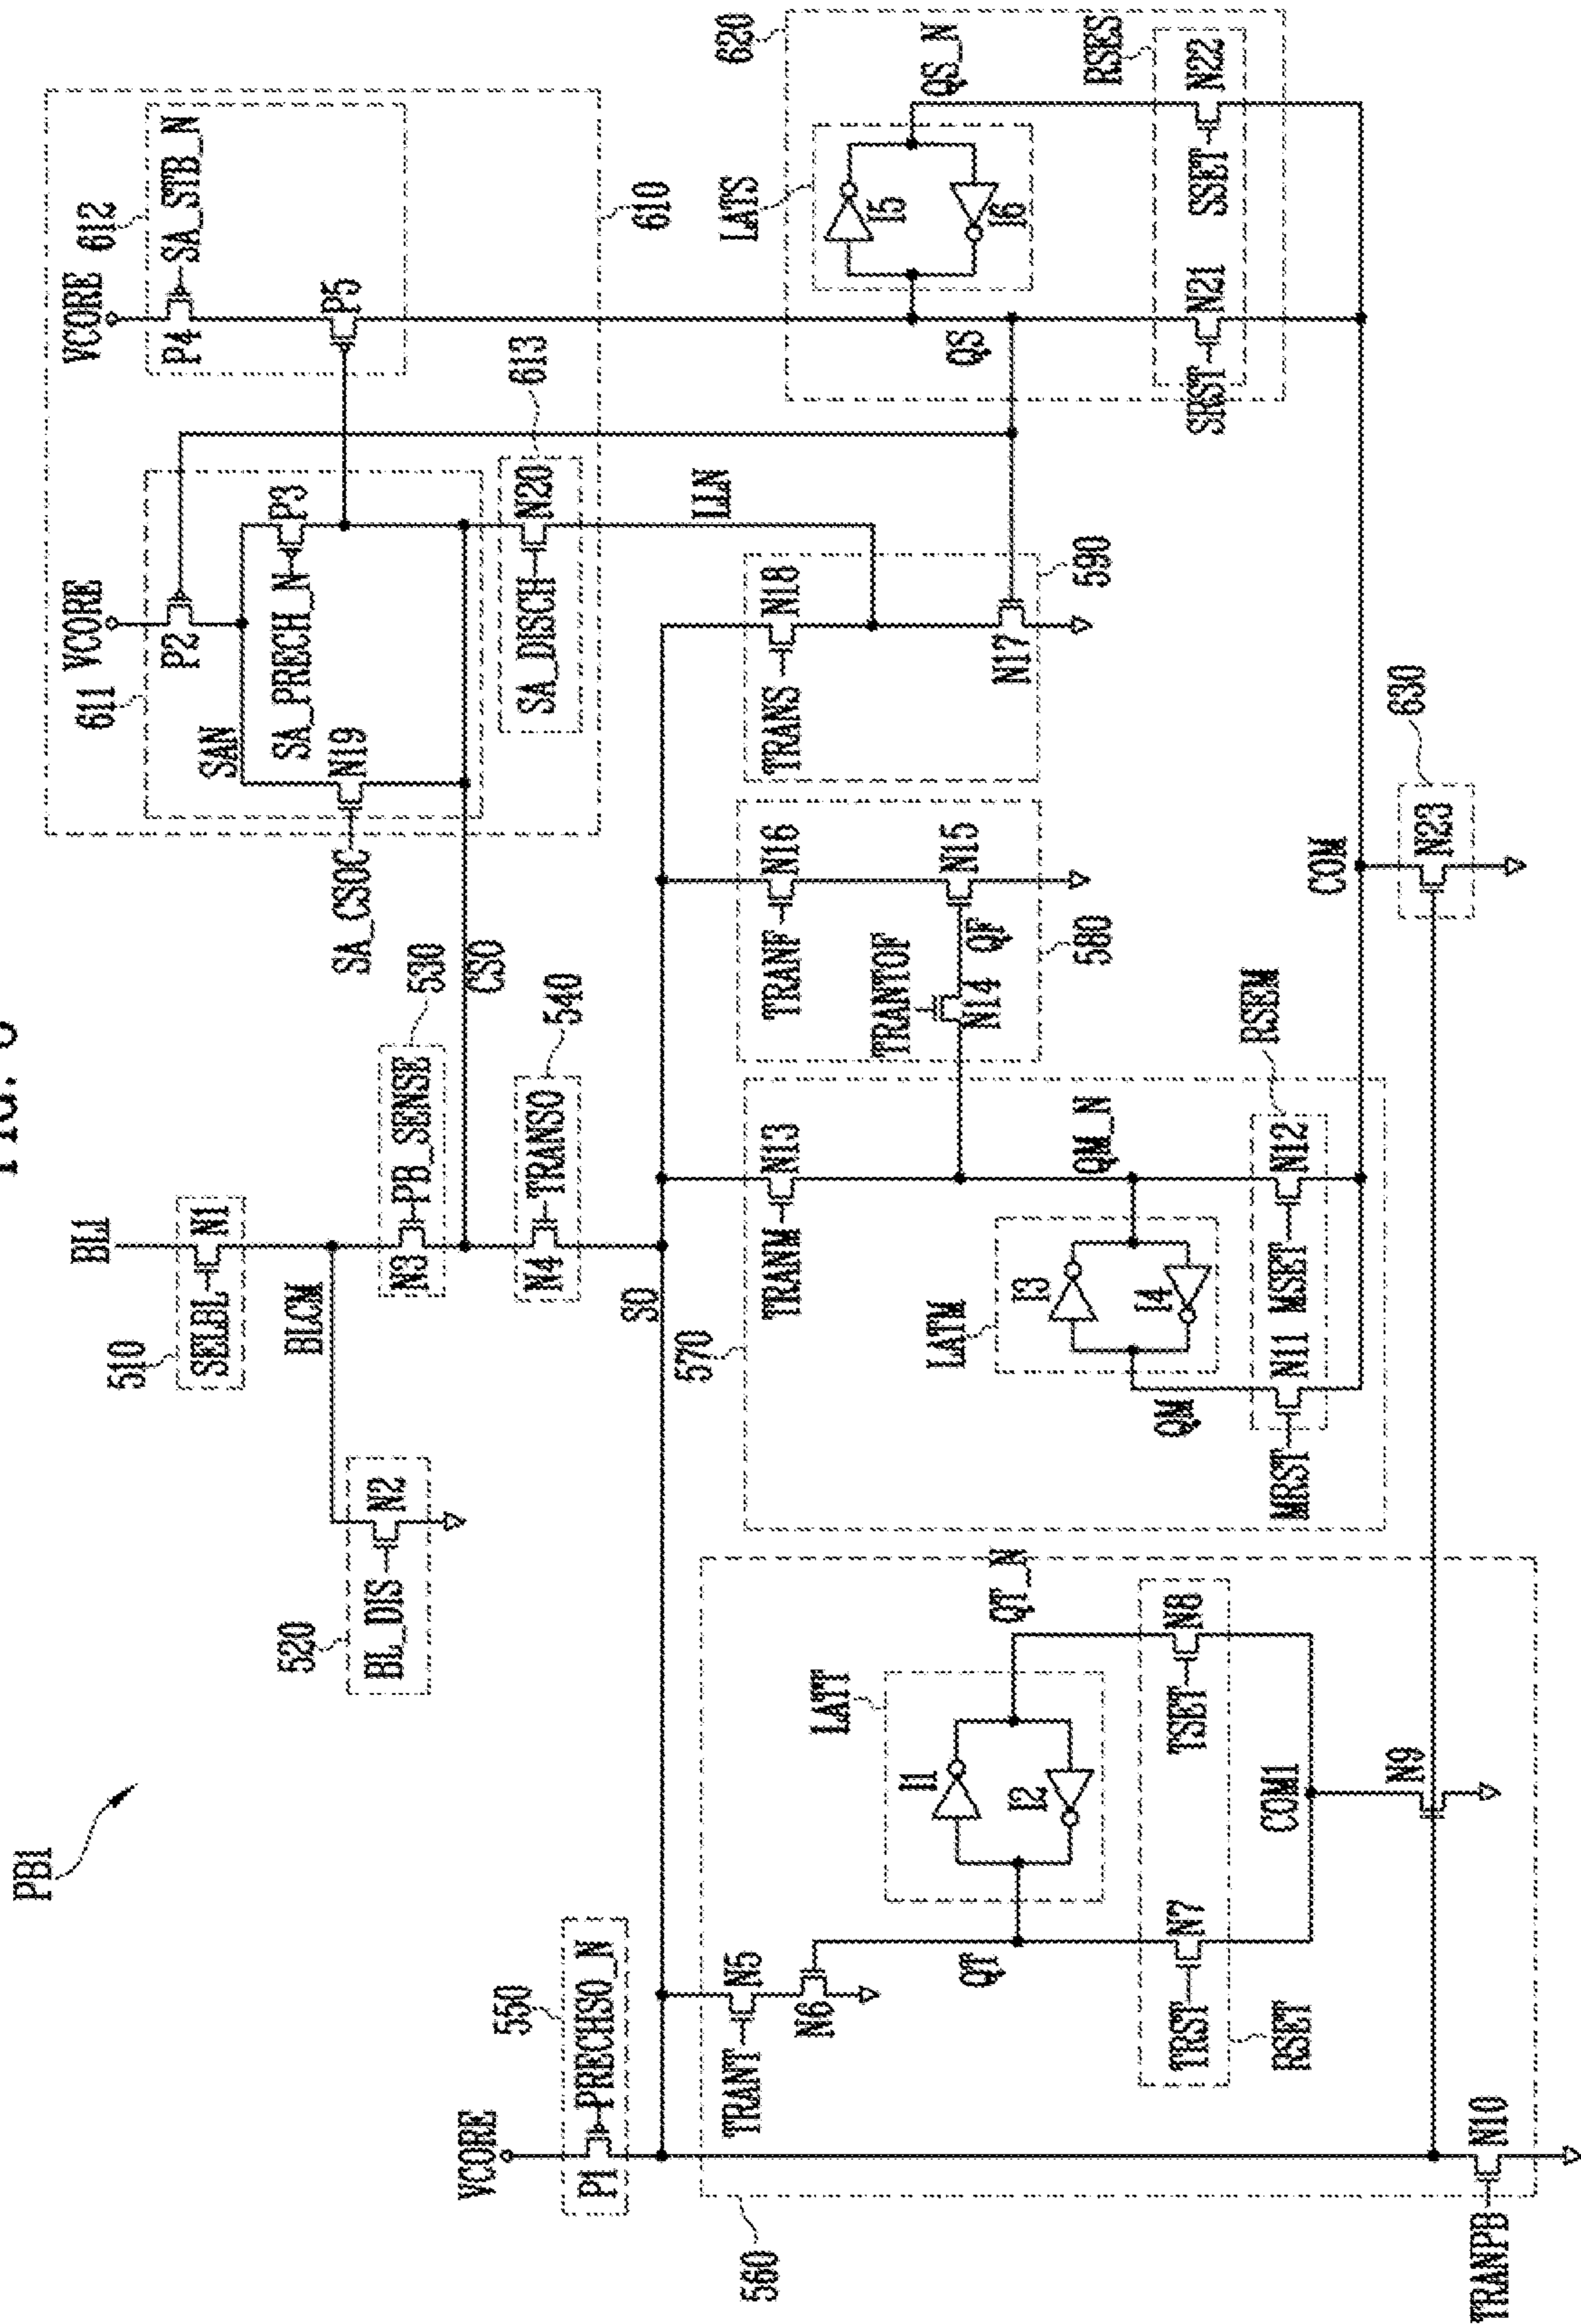 FIG. 6
PB1
BL1
510
SELBL
N1
BLCM
520
BL_DIS
N2
530
N3
PB_SENSE
CSO
540
N4
TRANSO
VCORE
550
P1
PRECHSO_N
SO
VCORE
VCORE
611
612
P2
SAN
SA_PRECH_N
P3
SA_CSOC
N19
P4
SA_STB_N
P5
613
SA_DISCH
N20
610
LLN
560
TRANT
N5
N6
QT
LATT
I1
I2
QT_N
TRST
N7
TSET
N8
RSET
COM1
N9
TRANPB
N10
570
TRANM
N13
LATM
I3
I4
QM
QM_N
MRST
N11
MSET
N12
RSEM
TRANF
N16
TRANTOF
N14
QF
N15
580
TRANS
N18
N17
590
620
LATS
I5
I6
QS
QS_N
SRST
N21
SSET
N22
RSES
COM
630
N23